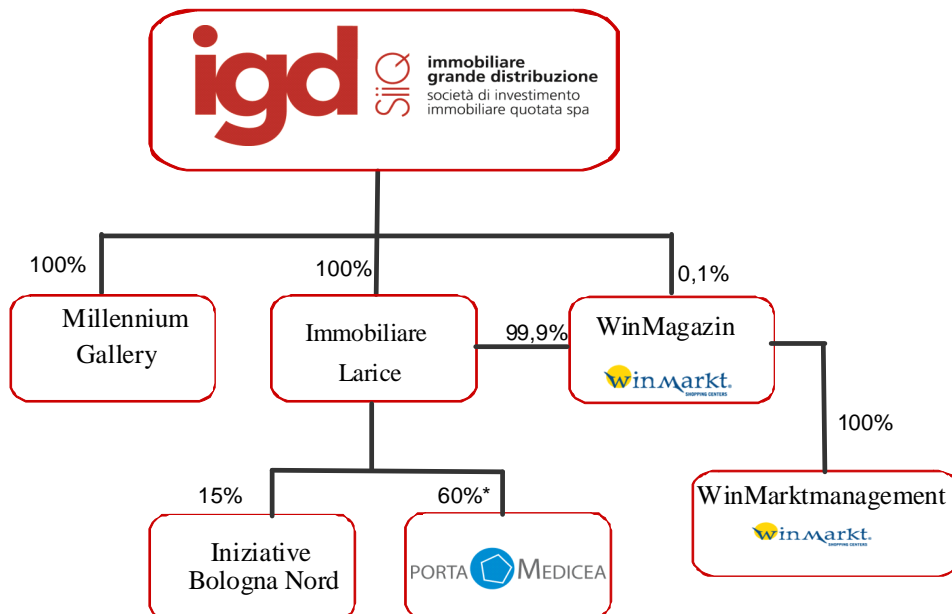 igd
SIIQ
immobiliare
grande distribuzione
società di investimento
immobiliare quotata spa
100%
100%
0,1%
Millennium
Gallery
Immobiliare
Larice
99,9%
WinMagazin
winmarkt.
SHOPPING CENTERS
100%
15%
60%*
WinMarktmanagement
winmarkt.
SHOPPING CENTERS
Iniziative
Bologna Nord
PORTA MEDICEA